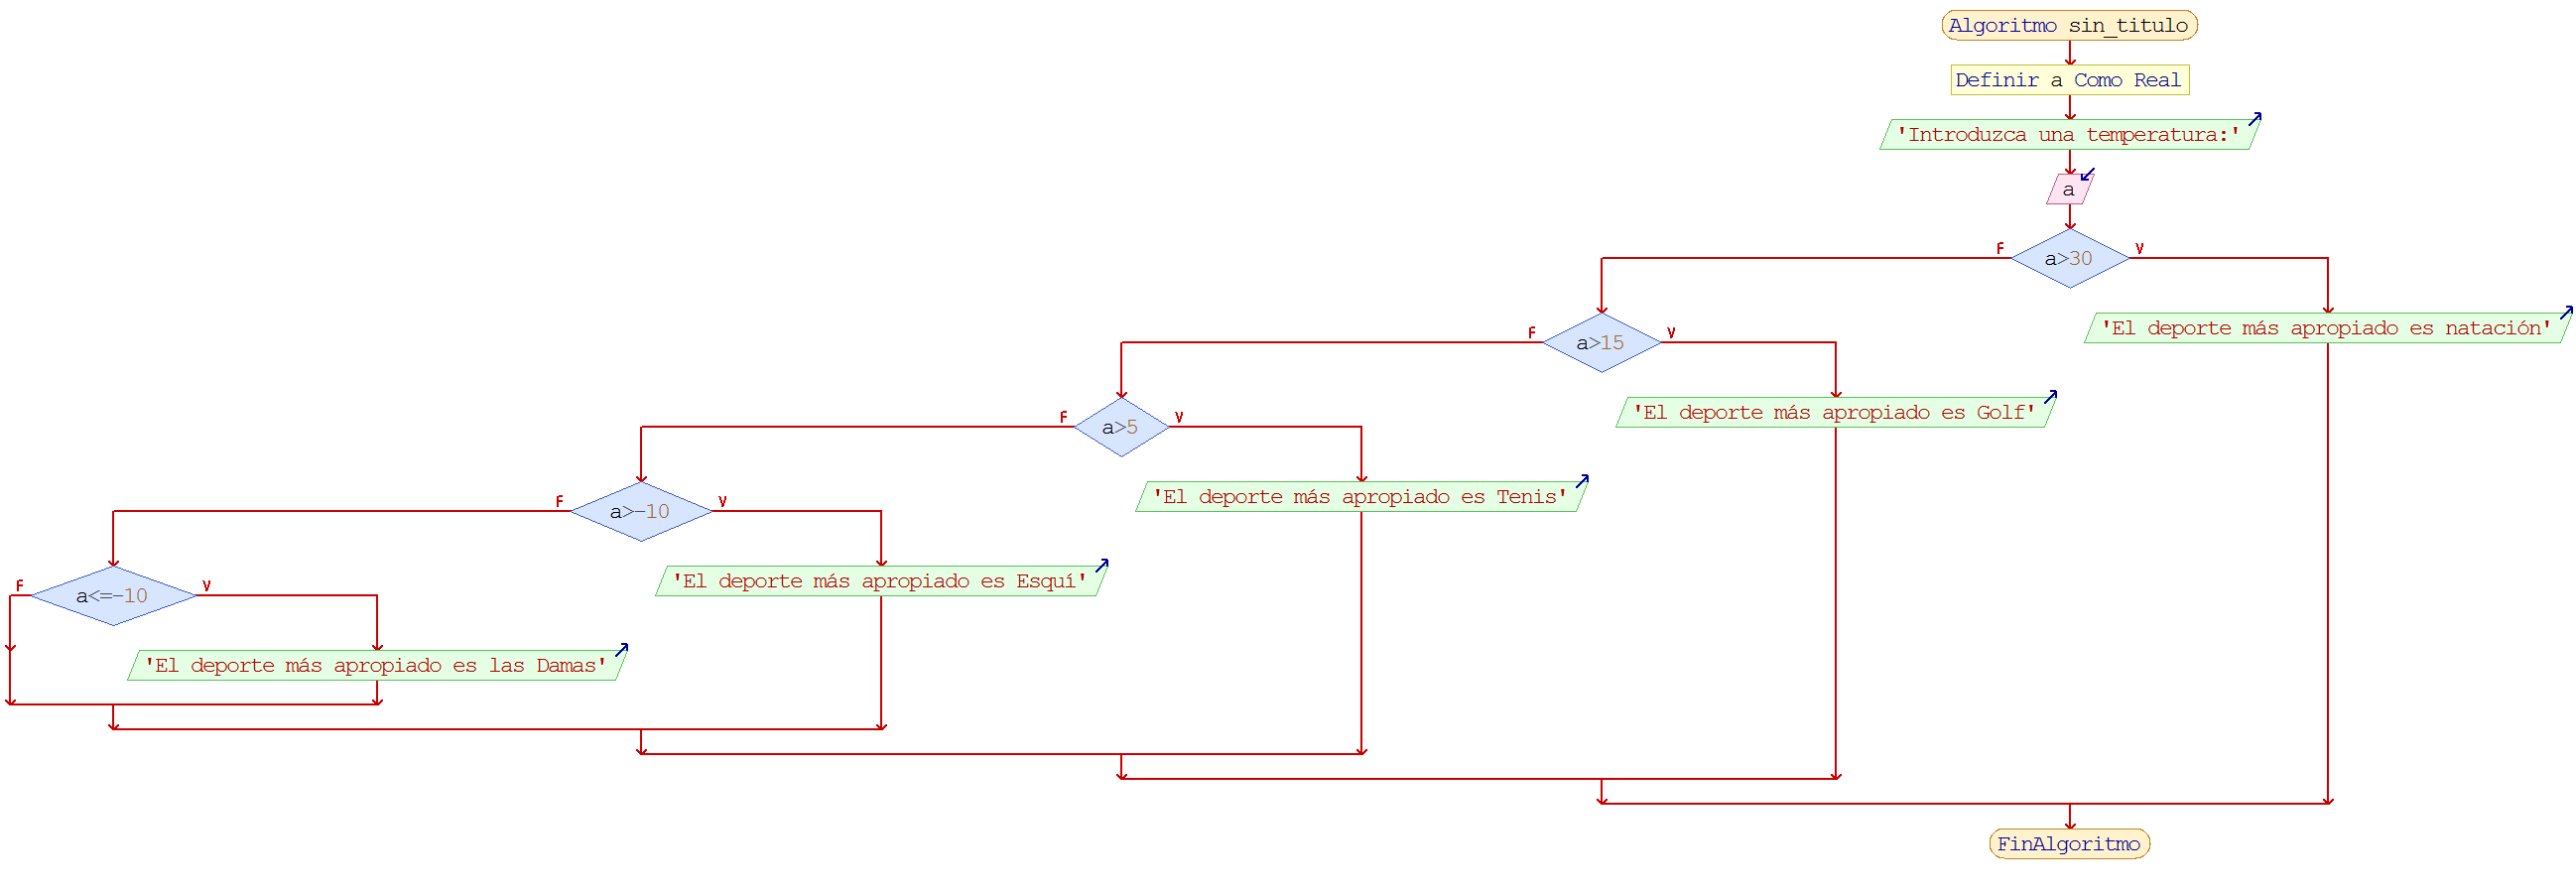 Algoritmo sin_titulo
Definir a Como Real
'Introduzca una temperatura:'
a
F
a>30
V
'El deporte más apropiado es natación'
F
a>15
V
'El deporte más apropiado es Golf'
F
a>5
V
'El deporte más apropiado es Tenis'
F
a>-10
V
'El deporte más apropiado es Esquí'
F
a<=-10
V
'El deporte más apropiado es las Damas'
FinAlgoritmo